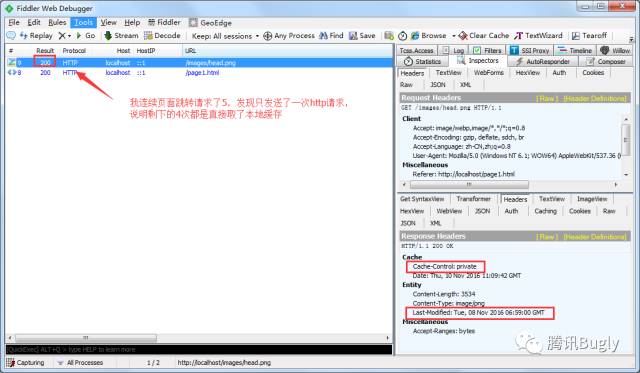 Fiddler Web Debugger
File Edit Rules Tools View Help Fiddler GeoEdge
Replay Go Stream Decode Keep: All sessions Any Process Find Save Browse Clear Cache TextWizard Tearoff
# Result Protocol Host HostIP URL
9 200 HTTP localhost ::1 /images/head.png
8 200 HTTP localhost ::1 /page1.html
我连续页面跳转请求了5，发现只发送了一次http请求，
说明剩下的4次都是直接取了本地缓存
Tcss.Access Log Filters SSI Proxy Timeline Willow
Statistics Inspectors AutoResponder Composer
Headers TextView WebForms HexView Auth Cookies
Raw JSON XML
Request Headers [Raw] [Header Definitions]
GET /images/head.png HTTP/1.1
Client
Accept: image/webp,image/*,*/*;q=0.8
Accept-Encoding: gzip, deflate, sdch, br
Accept-Language: zh-CN,zh;q=0.8
User-Agent: Mozilla/5.0 (Windows NT 6.1; WOW64) AppleWebKit/537.36 (
Miscellaneous
Referer: http://localhost/page1.html
Get SyntaxView Transformer Headers TextView ImageView
HexView WebView JSON Auth Caching Cookies Raw
JSON XML
Response Headers [Raw] [Header Definitions]
HTTP/1.1 200 OK
Cache
Cache-Control: private
Date: Thu, 10 Nov 2016 11:09:42 GMT
Entity
Content-Length: 3534
Content-Type: image/png
Last-Modified: Tue, 08 Nov 2016 06:59:00 GMT
Miscellaneous
Accept-Ranges: bytes
[QuickExec] ALT+Q > type HELP to learn more
Capturing All Processes 1 / 2 http://localhost/images/head.png
腾讯Bugly